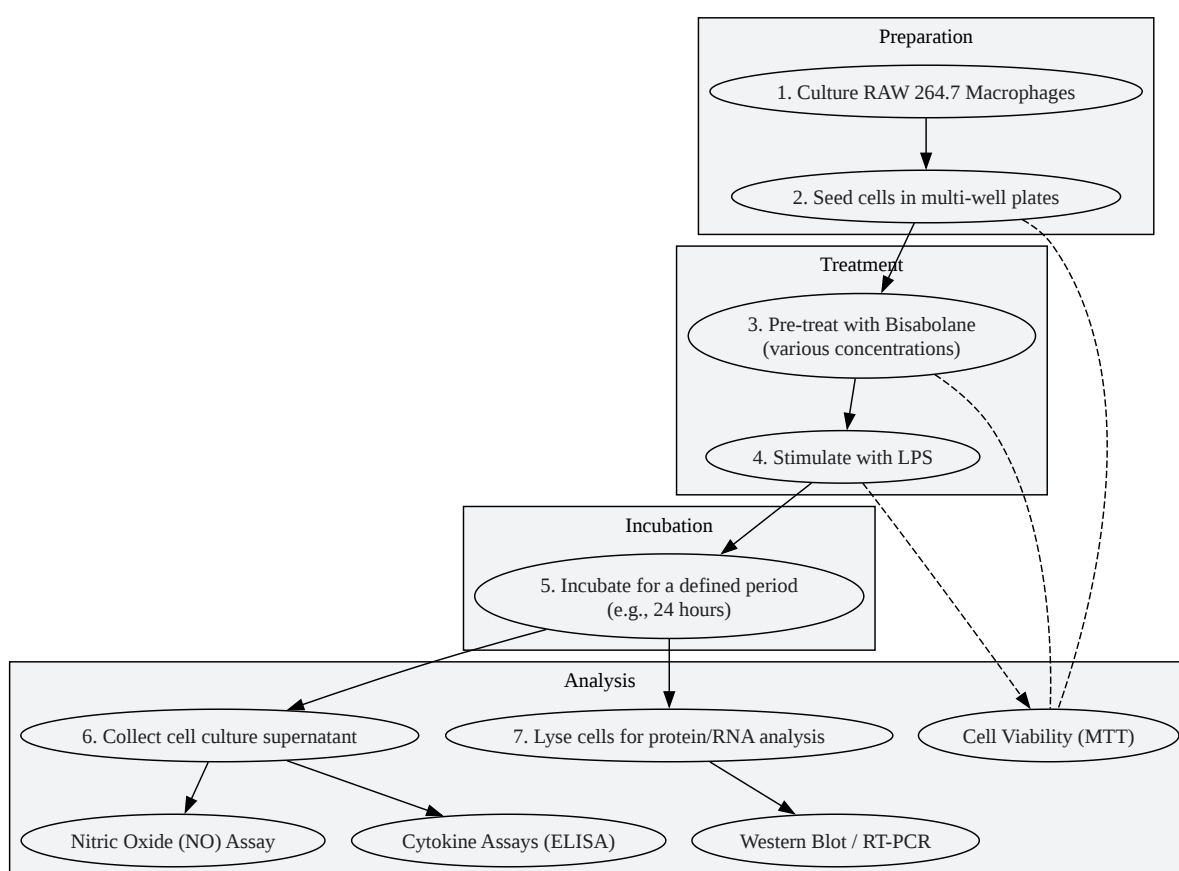 Preparation
1. Culture RAW 264.7 Macrophages
2. Seed cells in multi-well plates
Treatment
3. Pre-treat with Bisabolane
(various concentrations)
4. Stimulate with LPS
Incubation
5. Incubate for a defined period
(e.g., 24 hours)
Analysis
6. Collect cell culture supernatant
7. Lyse cells for protein/RNA analysis
Cell Viability (MTT)
Nitric Oxide (NO) Assay
Cytokine Assays (ELISA)
Western Blot / RT-PCR